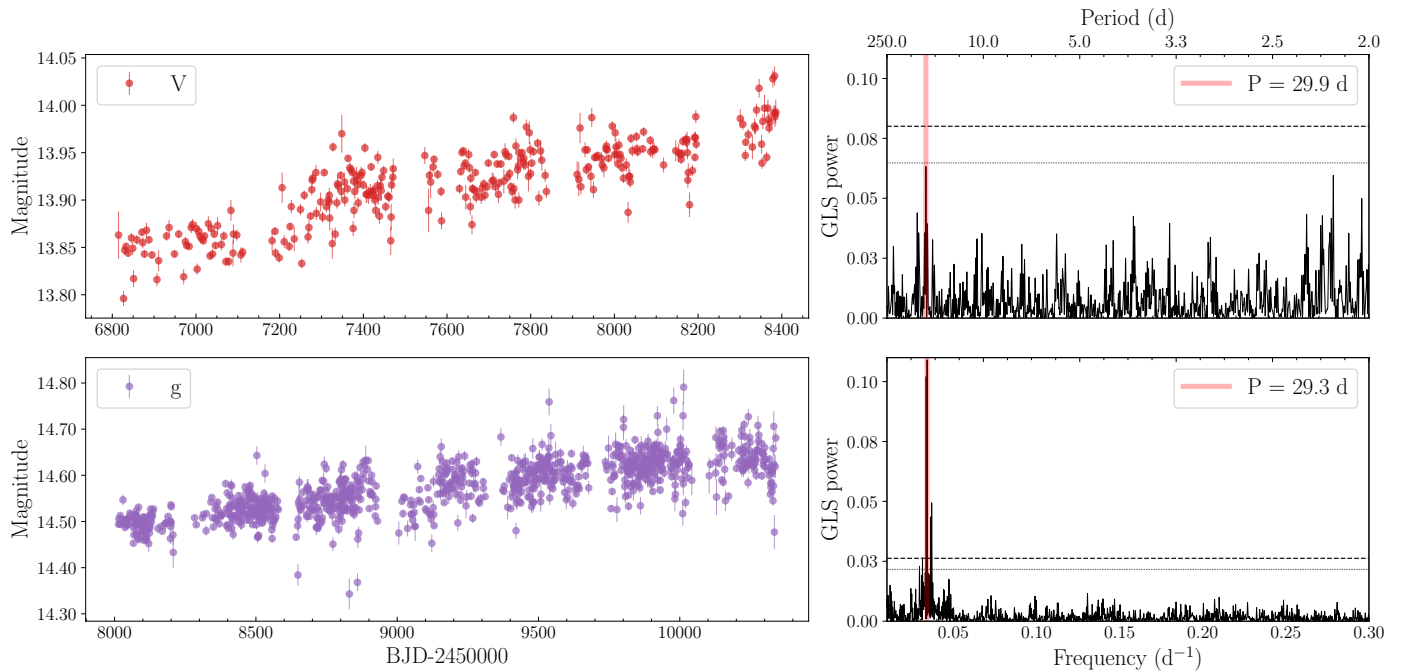 V
14.05
14.00
13.95
13.90
13.85
13.80
Magnitude
6800 7000 7200 7400 7600 7800 8000 8200 8400
Period (d)
250.0 10.0 5.0 3.3 2.5 2.0
P = 29.9 d
0.10
0.08
0.05
0.03
0.00
GLS power
g
14.80
14.70
14.60
14.50
14.40
14.30
Magnitude
8000 8500 9000 9500 10000
BJD-2450000
P = 29.3 d
0.10
0.08
0.05
0.03
0.00
GLS power
0.05 0.10 0.15 0.20 0.25 0.30
Frequency (d⁻¹)